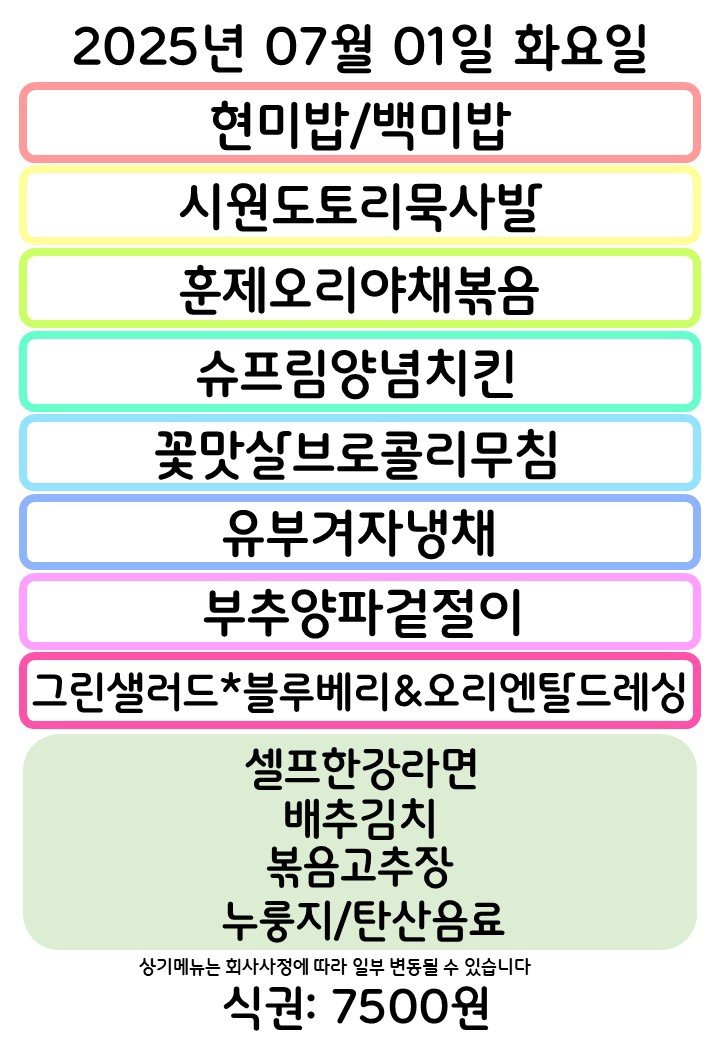 2025년 07월 01일 화요일
현미밥/백미밥
시원도토리묵사발
훈제오리야채볶음
슈프림양념치킨
꽃맛살브로콜리무침
유부겨자냉채
부추양파겉절이
그린샐러드*블루베리&오리엔탈드레싱
셀프한강라면
배추김치
볶음고추장
누룽지/탄산음료
상기메뉴는 회사사정에 따라 일부 변동될 수 있습니다
식권: 7500원